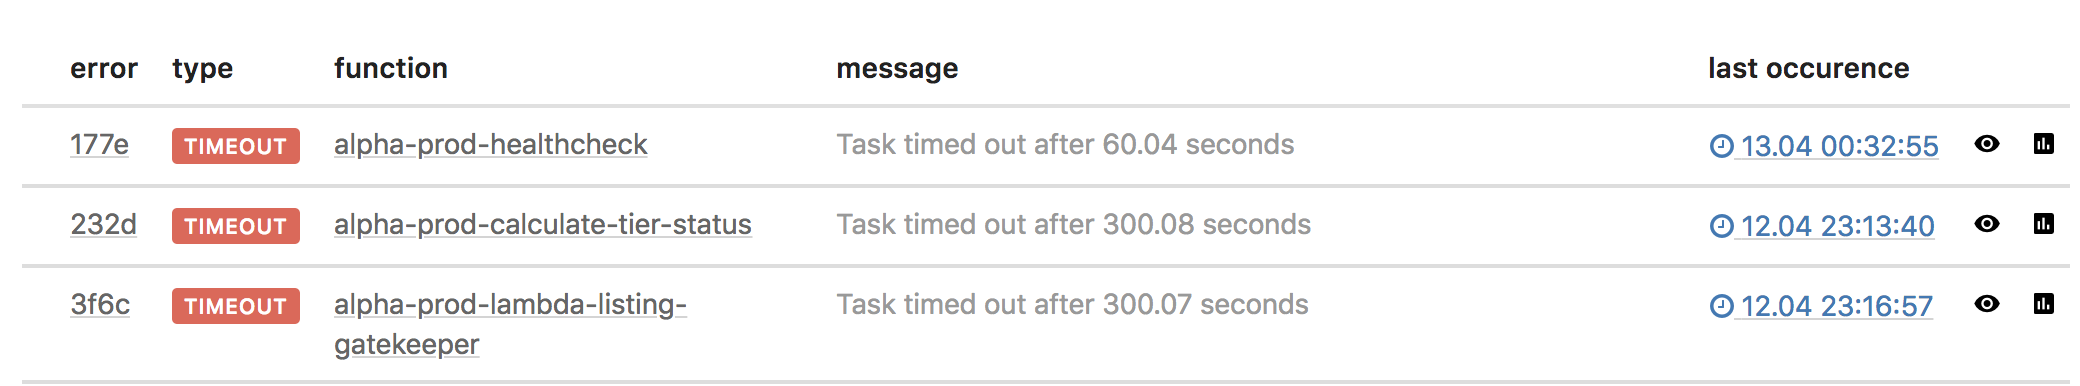 error type function message last occurence
177e TIMEOUT alpha-prod-healthcheck Task timed out after 60.04 seconds 13.04 00:32:55
232d TIMEOUT alpha-prod-calculate-tier-status Task timed out after 300.08 seconds 12.04 23:13:40
3f6c TIMEOUT alpha-prod-lambda-listing- Task timed out after 300.07 seconds 12.04 23:16:57
gatekeeper